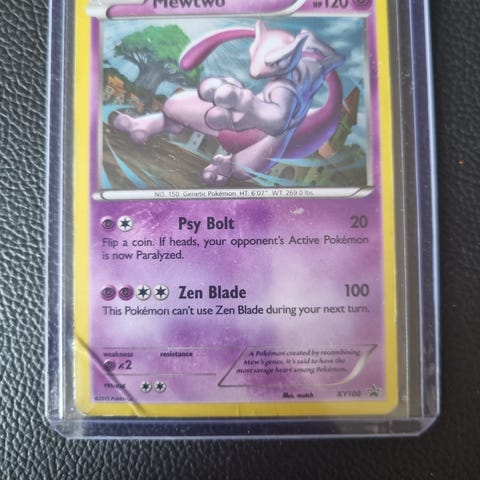 Mewtwo HP120
NO. 150 Genetic Pokémon HT: 6'07" WT: 269.0 lbs.
Psy Bolt 20
Flip a coin. If heads, your opponent's Active Pokémon
is now Paralyzed.
Zen Blade 100
This Pokémon can't use Zen Blade during your next turn.
weakness resistance
×2
A Pokémon created by recombining
Mew's genes. It's said to have the
most savage heart among Pokémon.
retreat
©2015 Pokémon
Illus. match XY100